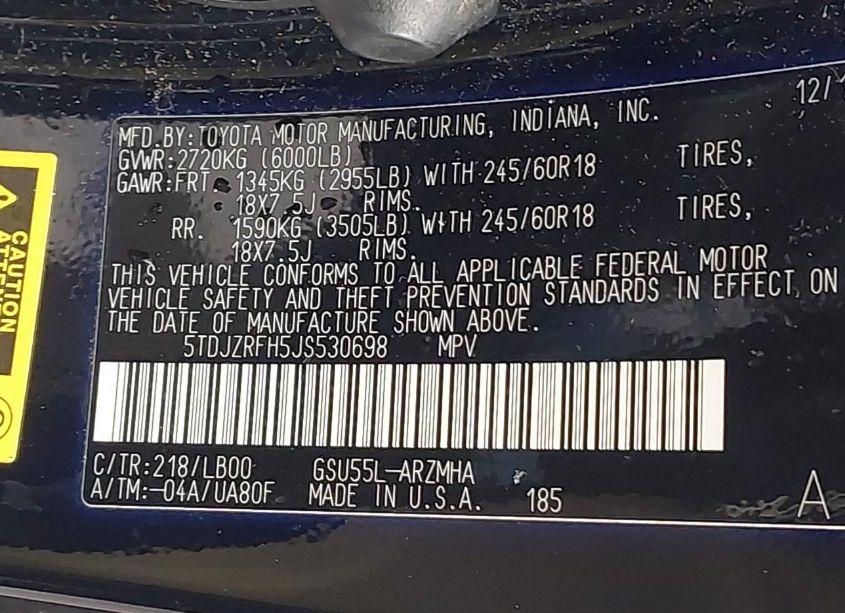 12/
MFD.BY:TOYOTA MOTOR MANUFACTURING, INDIANA, INC.
GVWR:2720KG (6000LB)
GAWR:FRT. 1345KG (2955LB) WITH 245/60R18 TIRES,
18X7.5J RIMS.
RR. 1590KG (3505LB) WITH 245/60R18 TIRES,
18X7.5J RIMS.
THIS VEHICLE CONFORMS TO ALL APPLICABLE FEDERAL MOTOR
VEHICLE SAFETY AND THEFT PREVENTION STANDARDS IN EFFECT ON
THE DATE OF MANUFACTURE SHOWN ABOVE.
5TDJZRFH5JS530698 MPV
C/TR:218/LB00 GSU55L-ARZMHA
A/TM:-04A/UA80F MADE IN U.S.A. 185 A
CAUTION